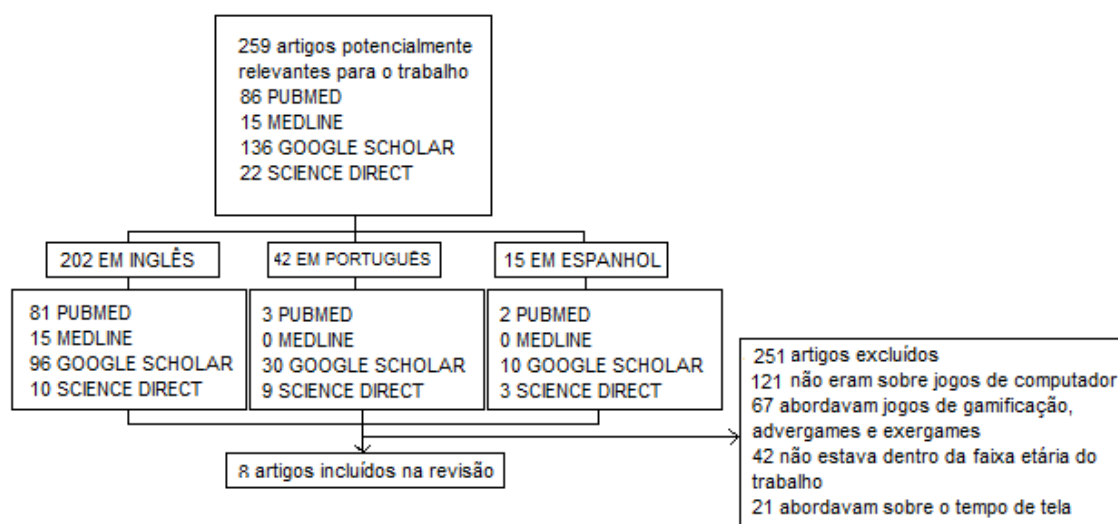 259 artigos potencialmente
relevantes para o trabalho
86 PUBMED
15 MEDLINE
136 GOOGLE SCHOLAR
22 SCIENCE DIRECT
202 EM INGLÊS
42 EM PORTUGUÊS
15 EM ESPANHOL
81 PUBMED
15 MEDLINE
96 GOOGLE SCHOLAR
10 SCIENCE DIRECT
3 PUBMED
0 MEDLINE
30 GOOGLE SCHOLAR
9 SCIENCE DIRECT
2 PUBMED
0 MEDLINE
10 GOOGLE SCHOLAR
3 SCIENCE DIRECT
251 artigos excluídos
121 não eram sobre jogos de computador
67 abordavam jogos de gamificação,
advergames e exergames
42 não estava dentro da faixa etária do
trabalho
21 abordavam sobre o tempo de tela
8 artigos incluídos na revisão